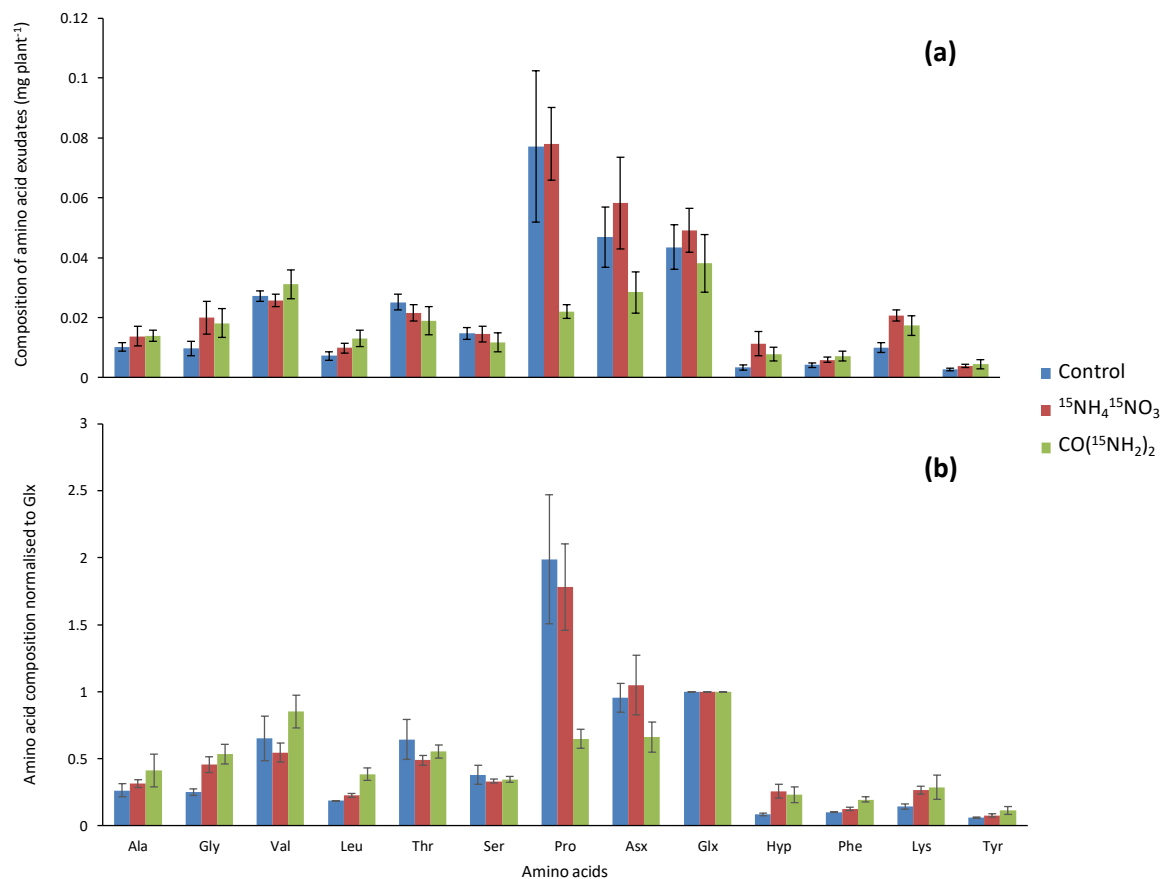 0.12
(a)
0.1
0.08
0.06
0.04
0.02
0
Composition of amino acid exudates (mg plant⁻¹)
Control
¹⁵NH₄¹⁵NO₃
CO(¹⁵NH₂)₂
3
(b)
2.5
2
1.5
1
0.5
0
Amino acid composition normalised to Glx
Ala Gly Val Leu Thr Ser Pro Asx Glx Hyp Phe Lys Tyr
Amino acids